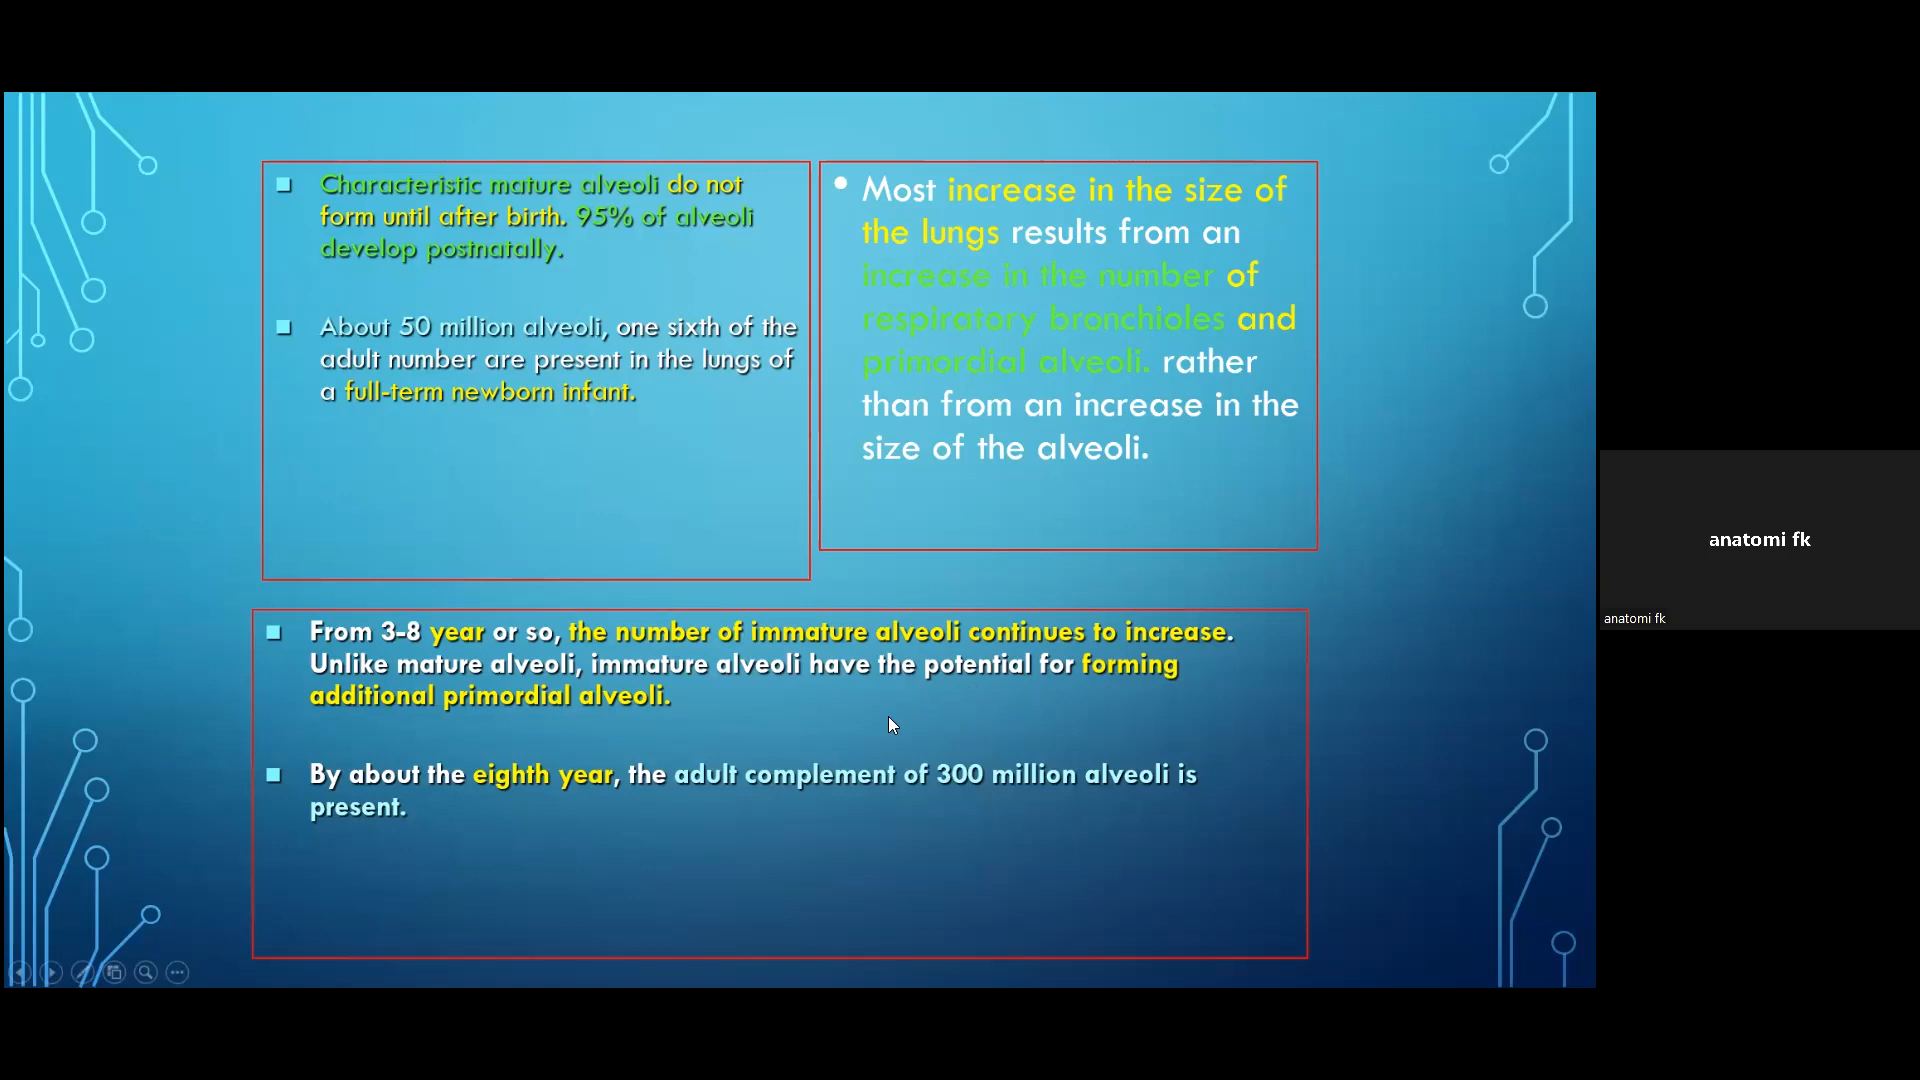 Characteristic mature alveoli do not
form until after birth. 95% of alveoli
develop postnatally.
About 50 million alveoli, one sixth of the
adult number are present in the lungs of
a full-term newborn infant.
Most increase in the size of
the lungs results from an
increase in the number of
respiratory bronchioles and
primordial alveoli. rather
than from an increase in the
size of the alveoli.
From 3-8 year or so, the number of immature alveoli continues to increase.
Unlike mature alveoli, immature alveoli have the potential for forming
additional primordial alveoli.
By about the eighth year, the adult complement of 300 million alveoli is
present.
anatomi fk
anatomi fk